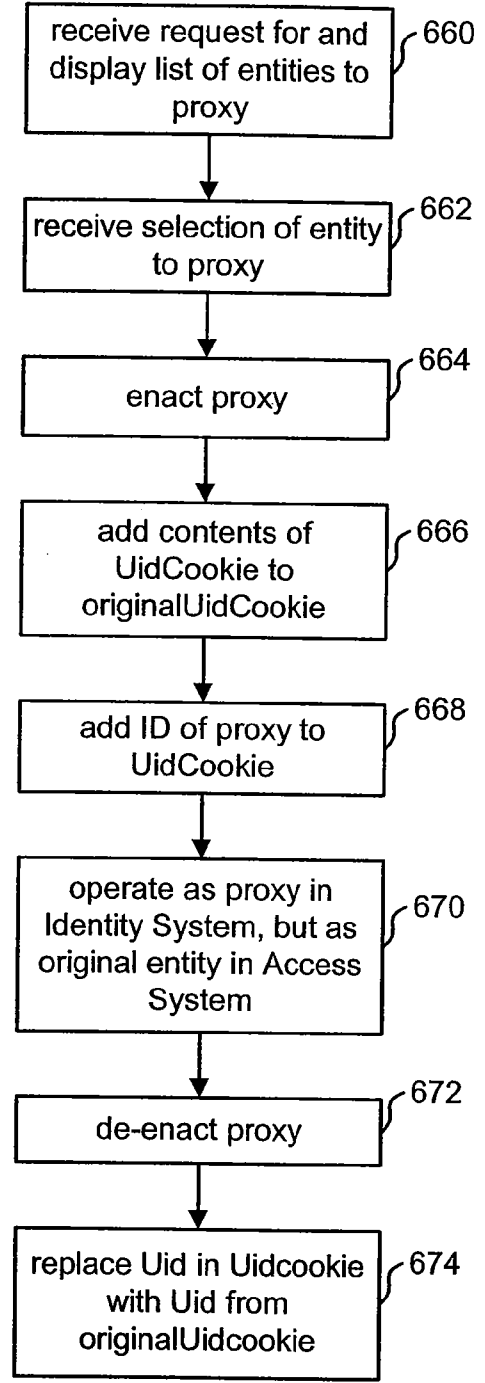 receive request for and
display list of entities to
proxy
660
receive selection of entity
to proxy
662
enact proxy
664
add contents of
UidCookie to
originalUidCookie
666
add ID of proxy to
UidCookie
668
operate as proxy in
Identity System, but as
original entity in Access
System
670
de-enact proxy
672
replace Uid in Uidcookie
with Uid from
originalUidcookie
674